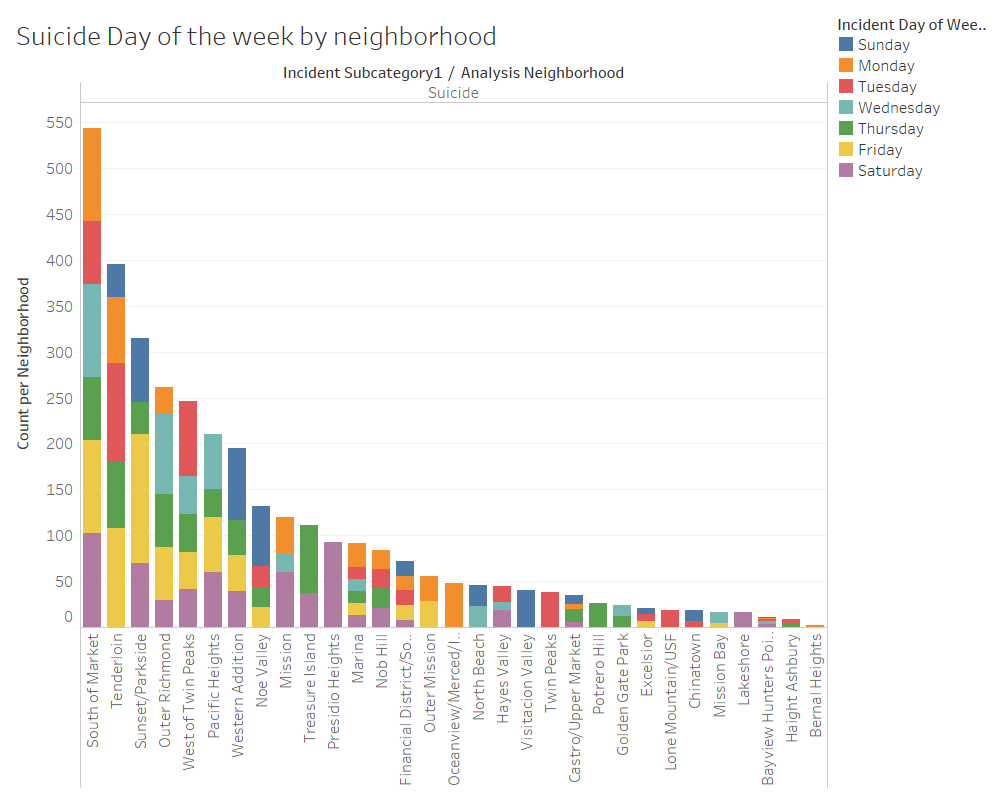 Suicide Day of the week by neighborhood
Incident Subcategory1 / Analysis Neighborhood
Suicide
Incident Day of Wee..
Sunday
Monday
Tuesday
Wednesday
Thursday
Friday
Saturday
Count per Neighborhood
550
500
450
400
350
300
250
200
150
100
50
0
South of Market
Tenderloin
Sunset/Parkside
Outer Richmond
West of Twin Peaks
Pacific Heights
Western Addition
Noe Valley
Mission
Treasure Island
Presidio Heights
Marina
Nob Hill
Financial District/So..
Outer Mission
Oceanview/Merced/I..
North Beach
Hayes Valley
Visitacion Valley
Twin Peaks
Castro/Upper Market
Potrero Hill
Golden Gate Park
Excelsior
Lone Mountain/USF
Chinatown
Mission Bay
Lakeshore
Bayview Hunters Poi..
Haight Ashbury
Bernal Heights